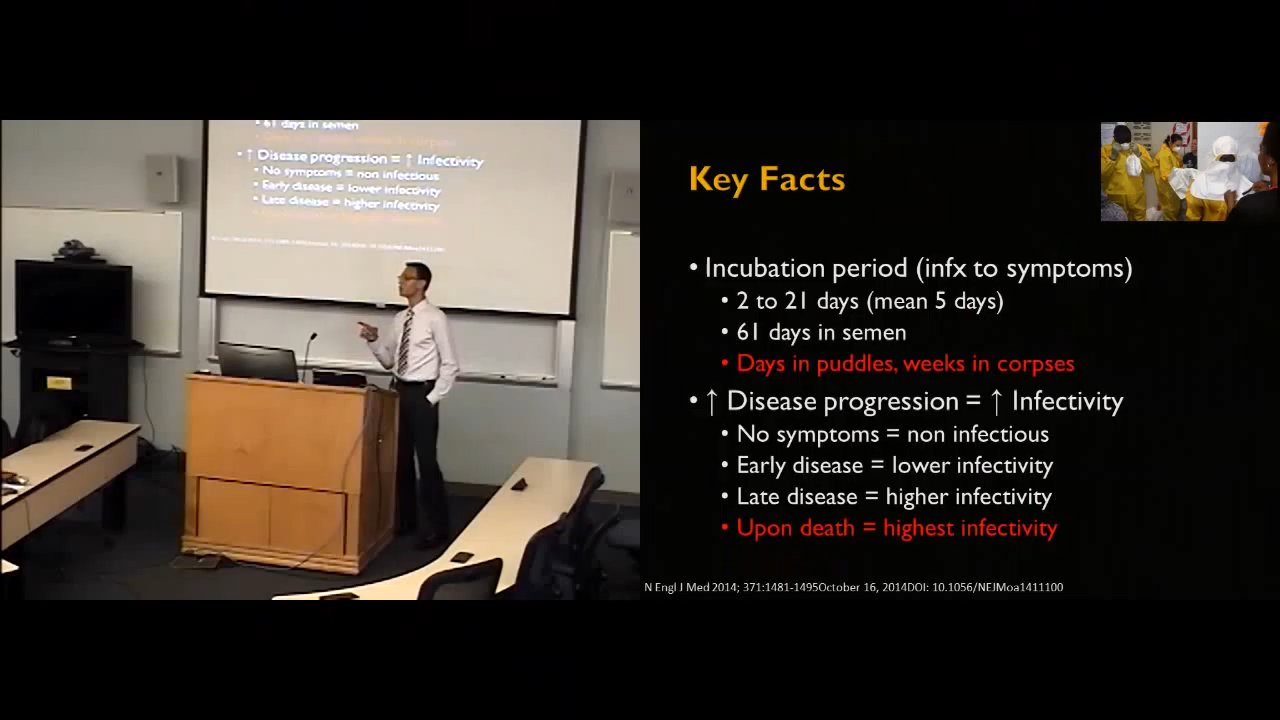 61 days in semen
↑ Disease progression = ↑ Infectivity
• No symptoms = non infectious
• Early disease = lower infectivity
• Late disease = higher infectivity
Key Facts
• Incubation period (infx to symptoms)
• 2 to 21 days (mean 5 days)
• 61 days in semen
• Days in puddles, weeks in corpses
• ↑ Disease progression = ↑ Infectivity
• No symptoms = non infectious
• Early disease = lower infectivity
• Late disease = higher infectivity
• Upon death = highest infectivity
N Engl J Med 2014; 371:1481-1495October 16, 2014DOI: 10.1056/NEJMoa1411100